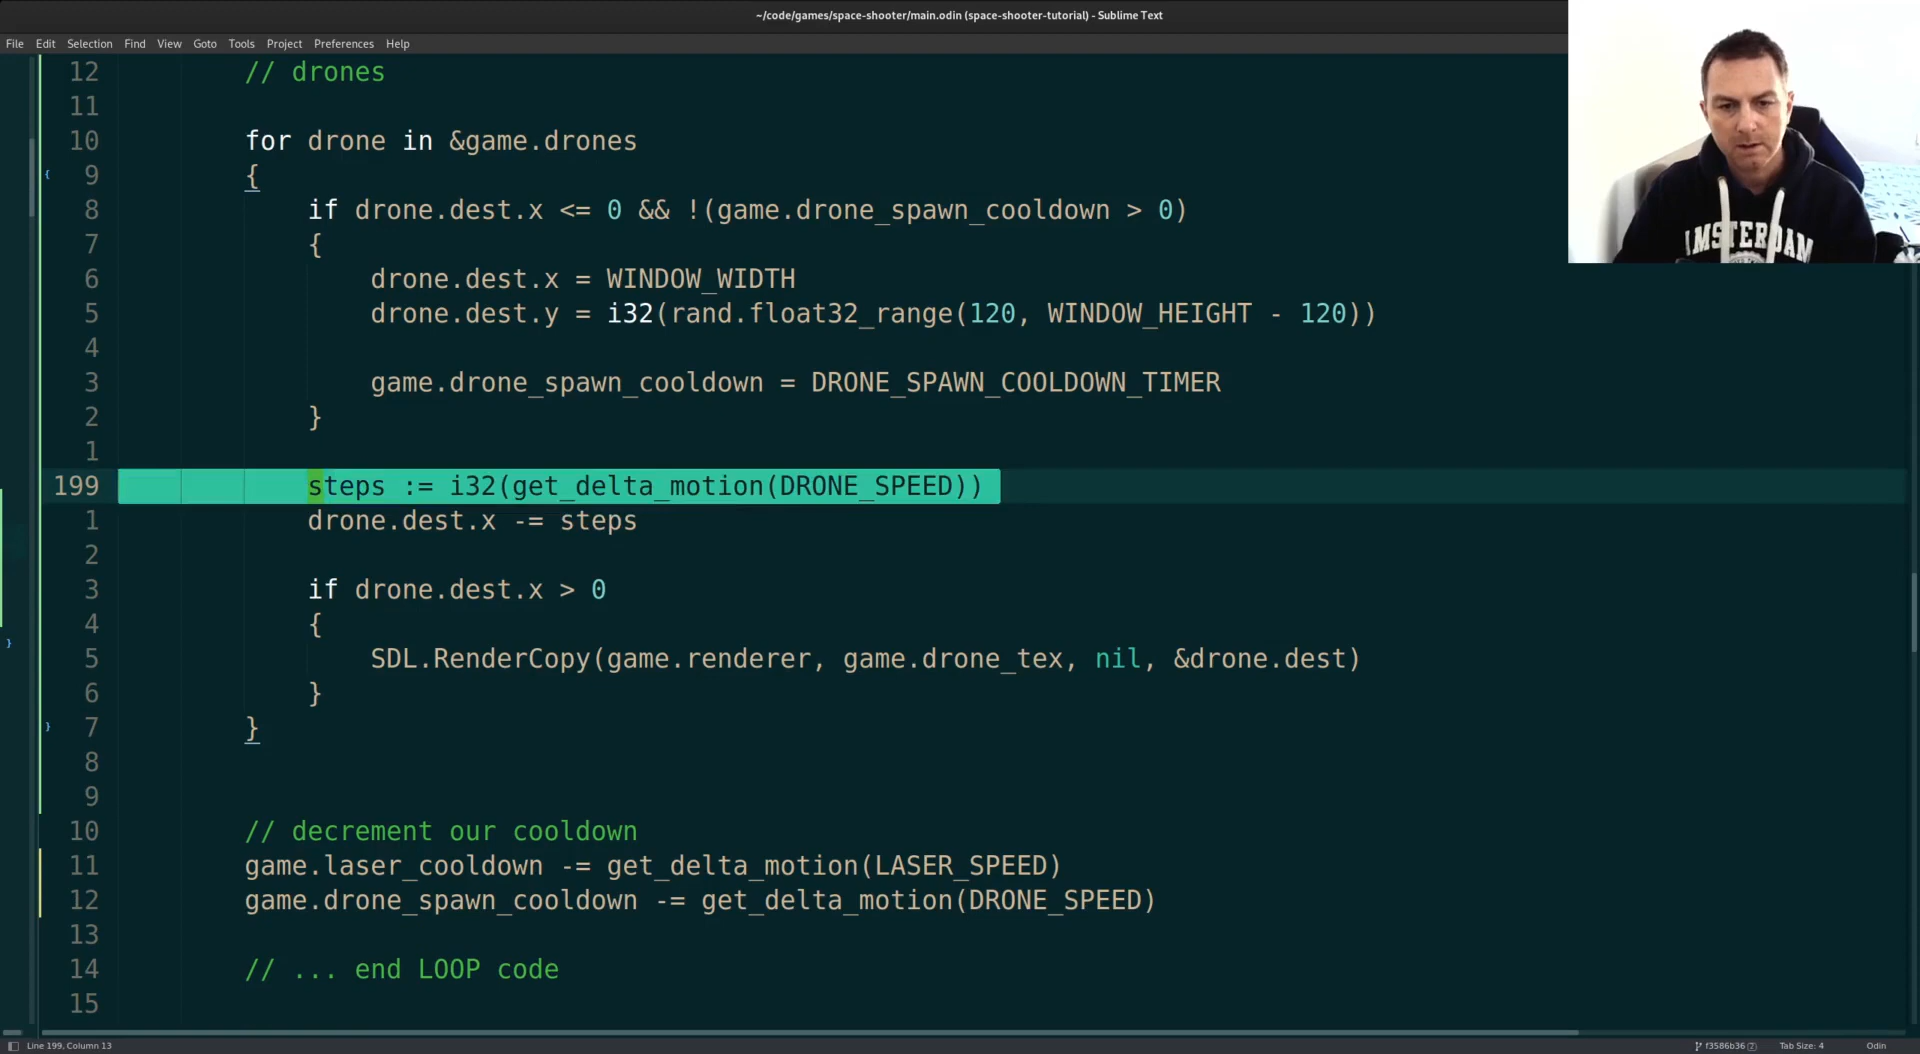 ~/code/games/space-shooter/main.odin (space-shooter-tutorial) - Sublime Text
File Edit Selection Find View Goto Tools Project Preferences Help
12 // drones
11
10 for drone in &game.drones
{ 9 {
8 if drone.dest.x <= 0 && !(game.drone_spawn_cooldown > 0)
7 {
6 drone.dest.x = WINDOW_WIDTH
5 drone.dest.y = i32(rand.float32_range(120, WINDOW_HEIGHT - 120))
4
3 game.drone_spawn_cooldown = DRONE_SPAWN_COOLDOWN_TIMER
2 }
1
199 steps := i32(get_delta_motion(DRONE_SPEED))
1 drone.dest.x -= steps
2
3 if drone.dest.x > 0
4 {
5 SDL.RenderCopy(game.renderer, game.drone_tex, nil, &drone.dest)
} 6 }
} 7 }
8
9
10 // decrement our cooldown
11 game.laser_cooldown -= get_delta_motion(LASER_SPEED)
12 game.drone_spawn_cooldown -= get_delta_motion(DRONE_SPEED)
13
14 // ... end LOOP code
15
Line 199, Column 13 f3586b36 2 Tab Size: 4 Odin
AMSTERDAM